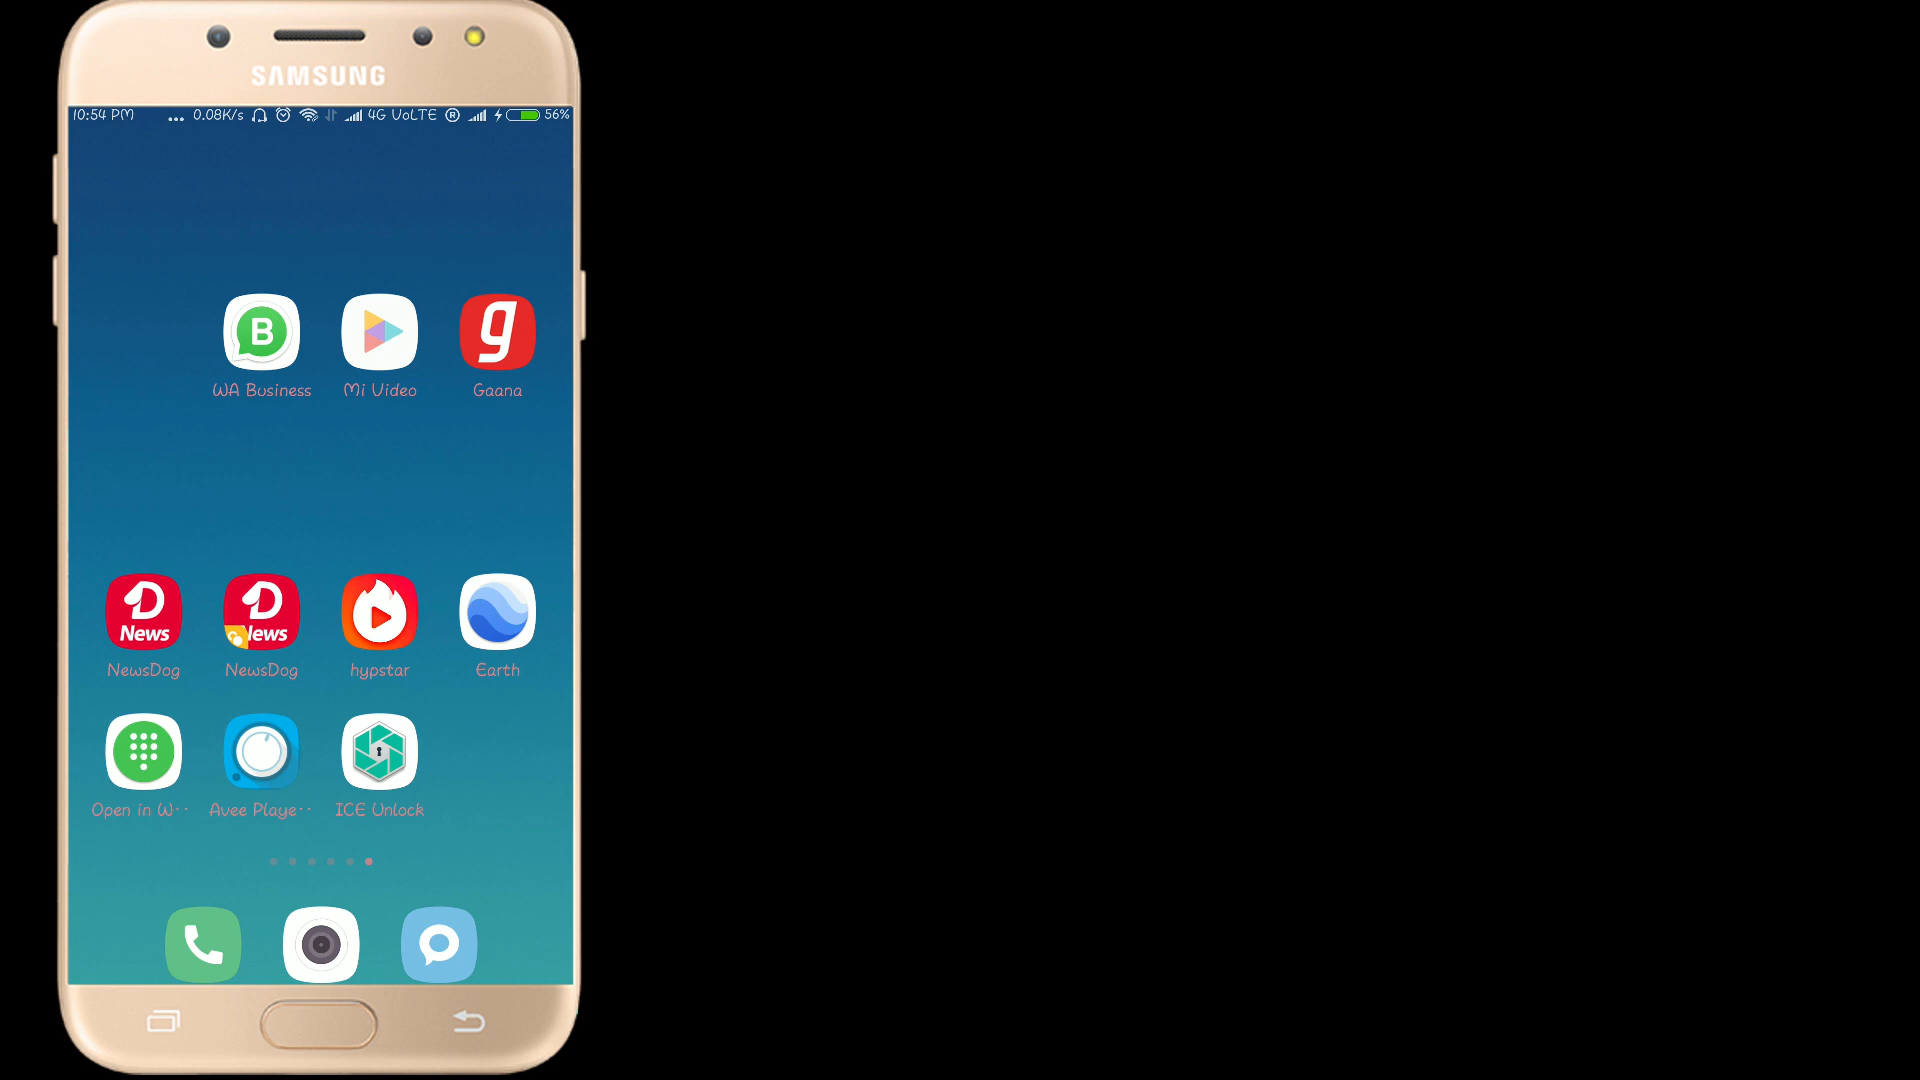 SAMSUNG
10:54 PM ... 0.08K/s 4G VoLTE R 56%
B
g
WA Business Mi Video Gaana
D News
D News
NewsDog NewsDog hypstar Earth
Open in W·· Avee Playe·· ICE Unlock